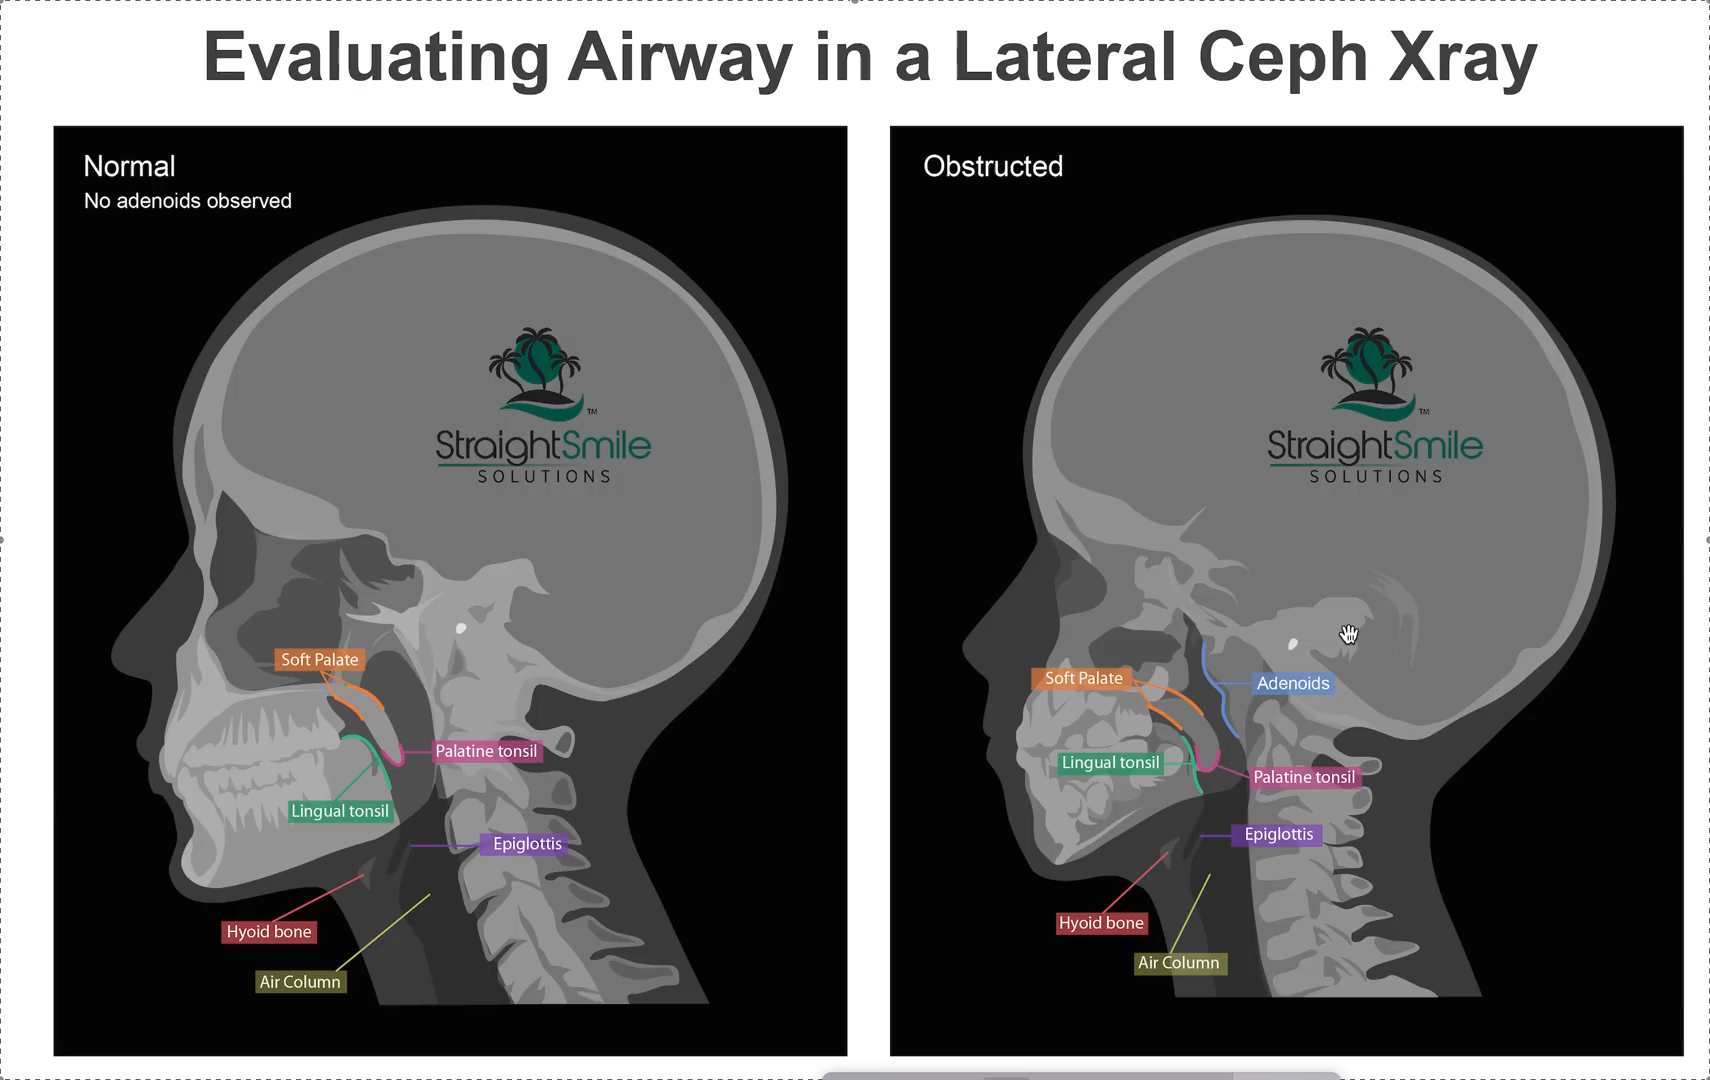 Evaluating Airway in a Lateral Ceph Xray
Normal
No adenoids observed
TM
StraightSmile
SOLUTIONS
Soft Palate
Palatine tonsil
Lingual tonsil
Epiglottis
Hyoid bone
Air Column
Obstructed
TM
StraightSmile
SOLUTIONS
Soft Palate
Adenoids
Lingual tonsil
Palatine tonsil
Epiglottis
Hyoid bone
Air Column